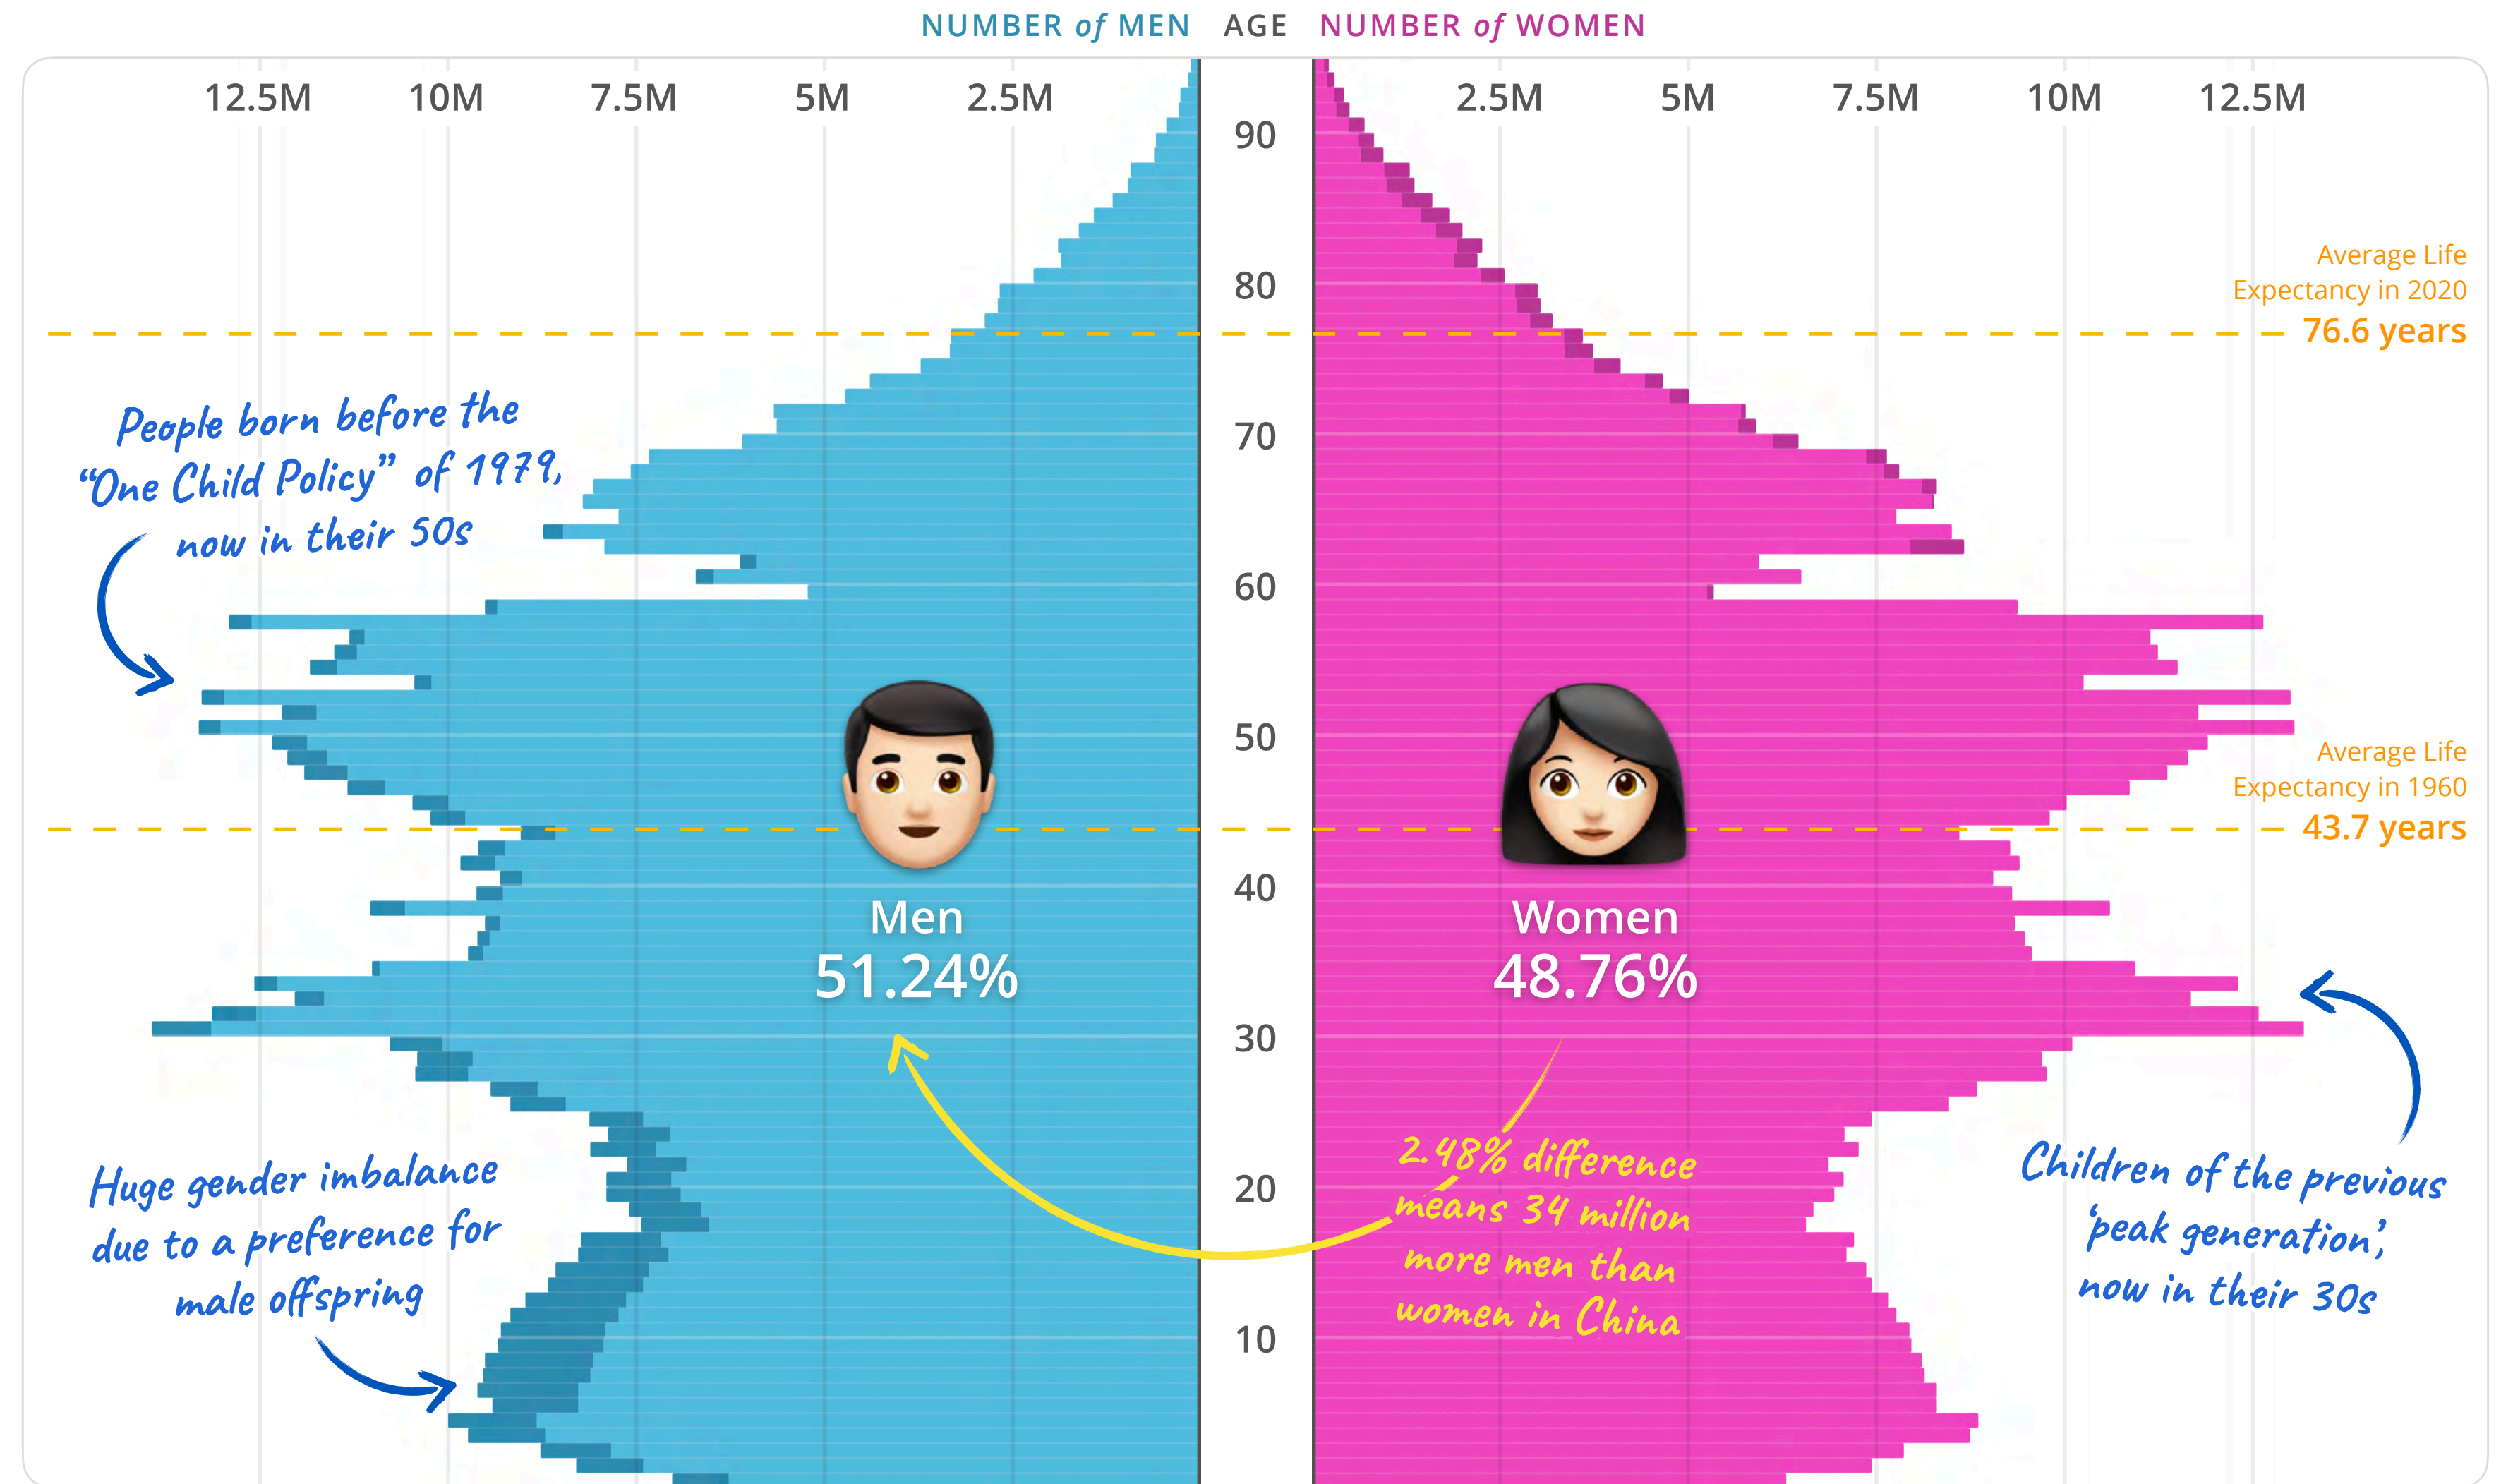 NUMBER of MEN AGE NUMBER of WOMEN
12.5M 10M 7.5M 5M 2.5M 2.5M 5M 7.5M 10M 12.5M
90
80
70
60
50
40
30
20
10
Average Life
Expectancy in 2020
76.6 years
People born before the
“One Child Policy” of 1979,
now in their 50s
Average Life
Expectancy in 1960
43.7 years
Men
51.24%
Women
48.76%
2.48% difference
means 34 million
more men than
women in China
Huge gender imbalance
due to a preference for
male offspring
Children of the previous
‘peak generation’,
now in their 30s